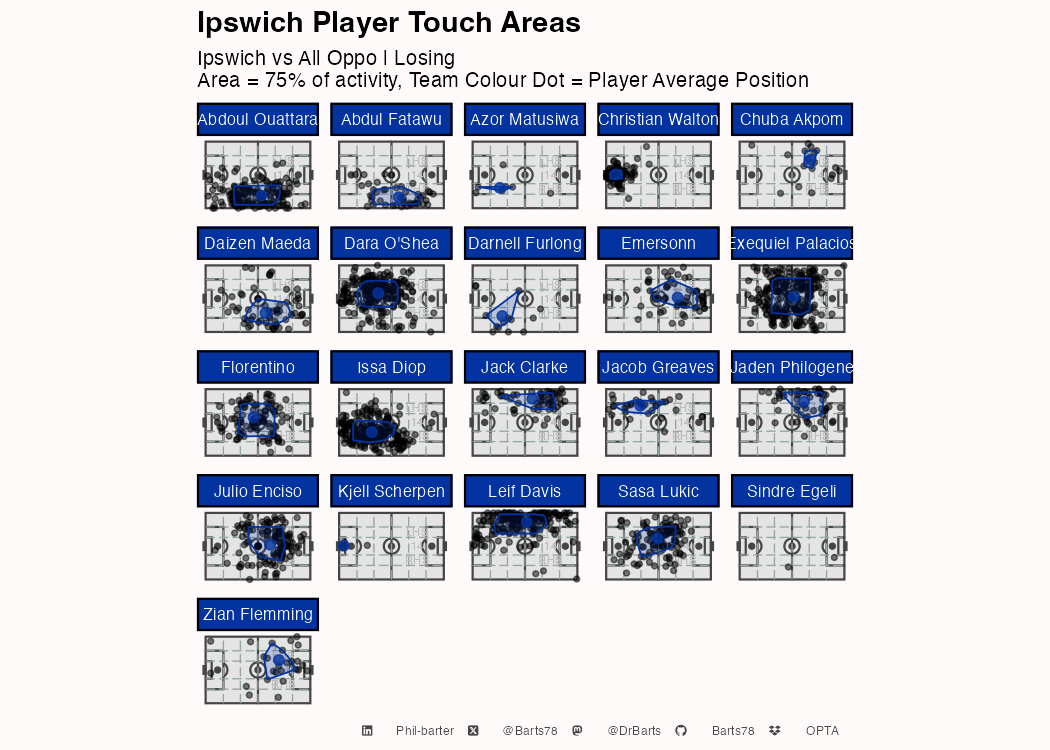 Ipswich Player Touch Areas
Ipswich vs All Oppo | Losing
Area = 75% of activity, Team Colour Dot = Player Average Position
Abdoul Ouattara Abdul Fatawu Azor Matusiwa Christian Walton Chuba Akpom
Daizen Maeda Dara O'Shea Darnell Furlong Emersonn Exequiel Palacios
Florentino Issa Diop Jack Clarke Jacob Greaves Jaden Philogene
Julio Enciso Kjell Scherpen Leif Davis Sasa Lukic Sindre Egeli
Zian Flemming
Phil-barter @Barts78 @DrBarts Barts78 OPTA